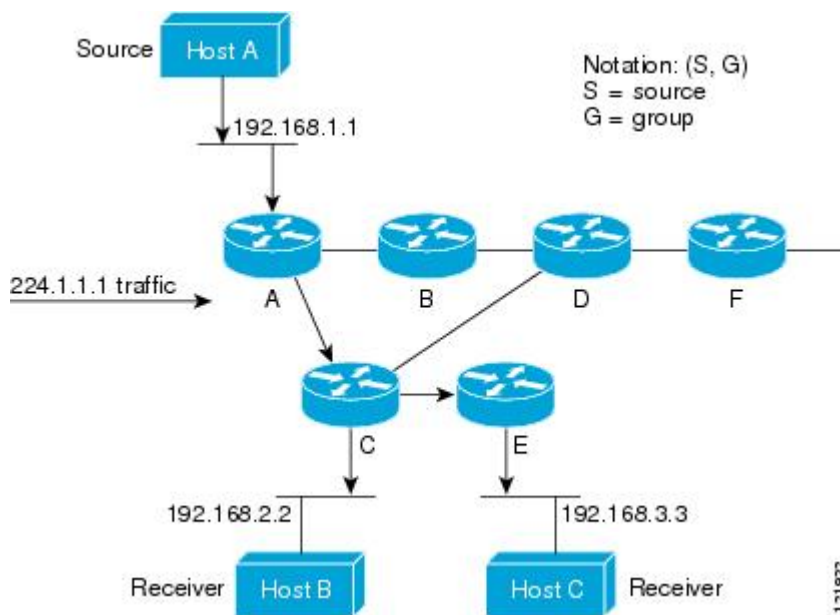 Source
Host A
Notation: (S, G)
S = source
G = group
192.168.1.1
224.1.1.1 traffic
A
B
D
F
C
E
192.168.2.2
192.168.3.3
Receiver
Host B
Host C
Receiver